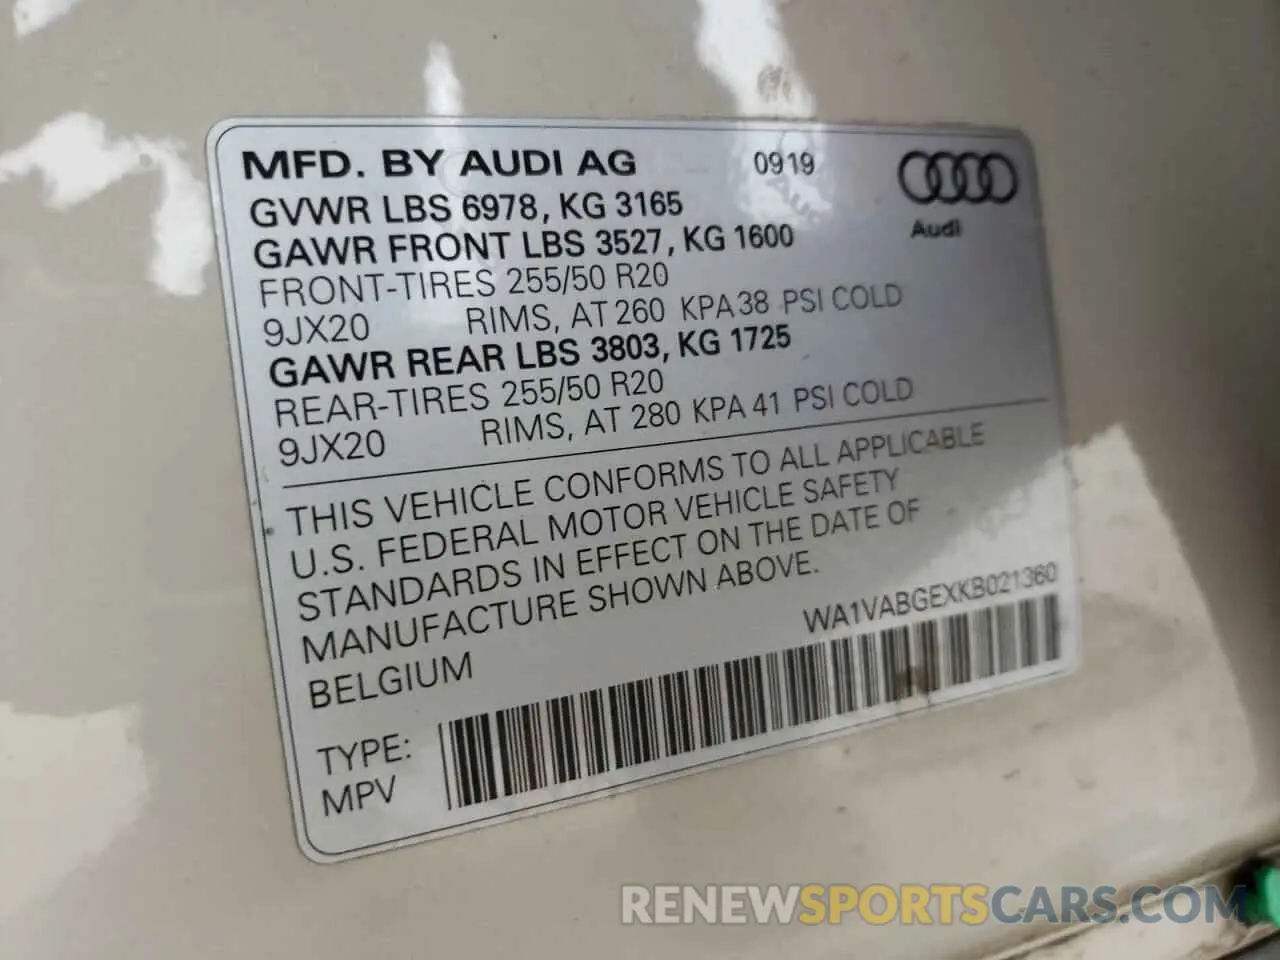 MFD. BY AUDI AG 0919
Audi
GVWR LBS 6978, KG 3165
GAWR FRONT LBS 3527, KG 1600
FRONT-TIRES 255/50 R20
9JX20 RIMS, AT 260 KPA 38 PSI COLD
GAWR REAR LBS 3803, KG 1725
REAR-TIRES 255/50 R20
9JX20 RIMS, AT 280 KPA 41 PSI COLD
THIS VEHICLE CONFORMS TO ALL APPLICABLE
U.S. FEDERAL MOTOR VEHICLE SAFETY
STANDARDS IN EFFECT ON THE DATE OF
MANUFACTURE SHOWN ABOVE.
BELGIUM
WA1VABGEXKB021360
TYPE:
MPV
RENEWSPORTSCARS.COM